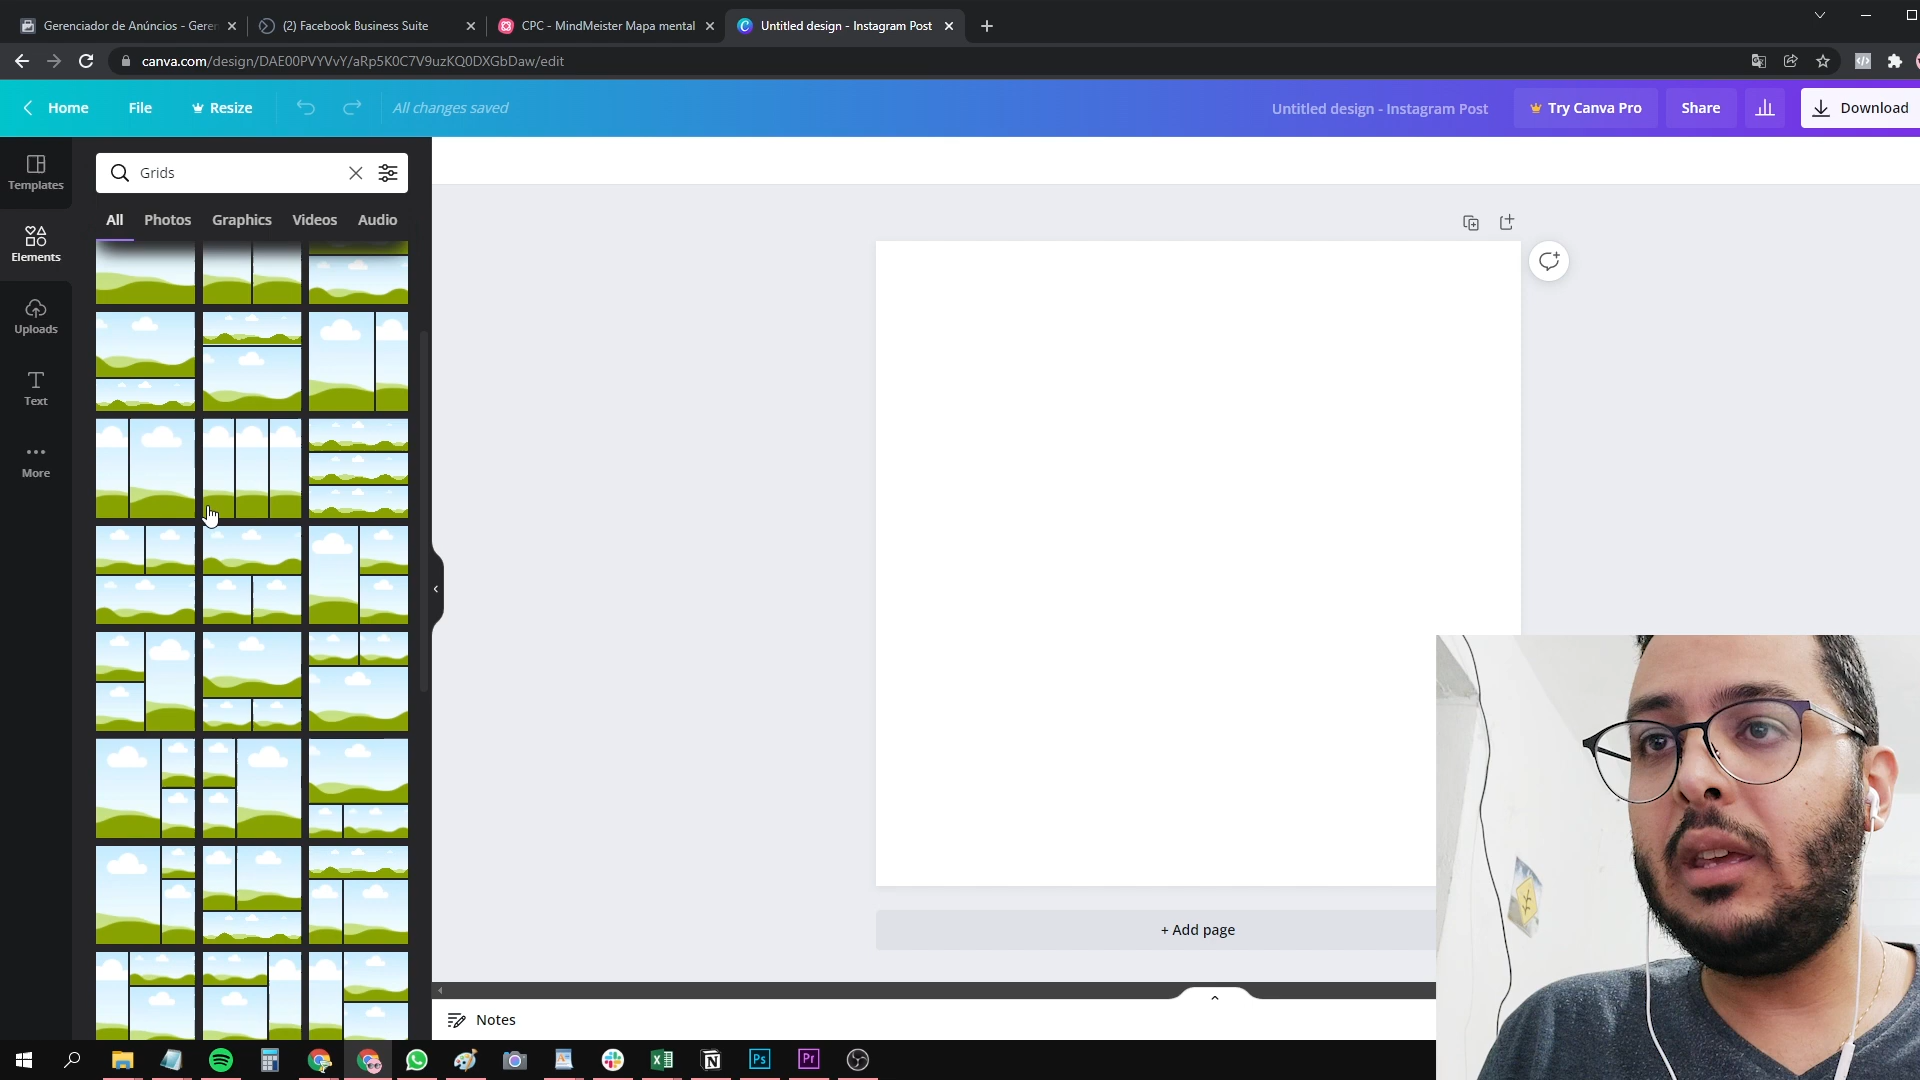 Gerenciador de Anúncios - Geren
(2) Facebook Business Suite
CPC - MindMeister Mapa mental
Untitled design - Instagram Post
canva.com/design/DAE00PVYVvY/aRp5K0C7V9uzKQ0DXGbDaw/edit
Home
File
Resize
All changes saved
Untitled design - Instagram Post
Try Canva Pro
Share
Download
Templates
Elements
Uploads
Text
More
Grids
All
Photos
Graphics
Videos
Audio
+ Add page
Notes
Ps
Pr